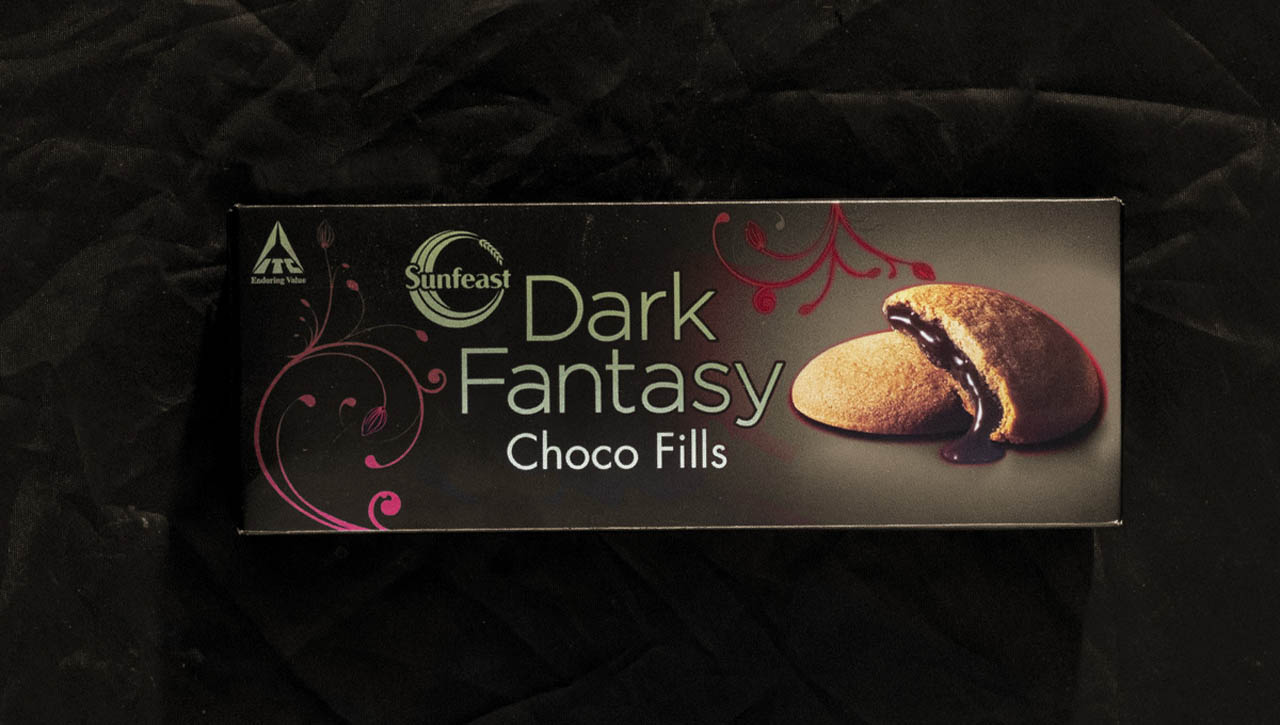 ITC
Enduring Value
Sunfeast
Dark
Fantasy
Choco Fills